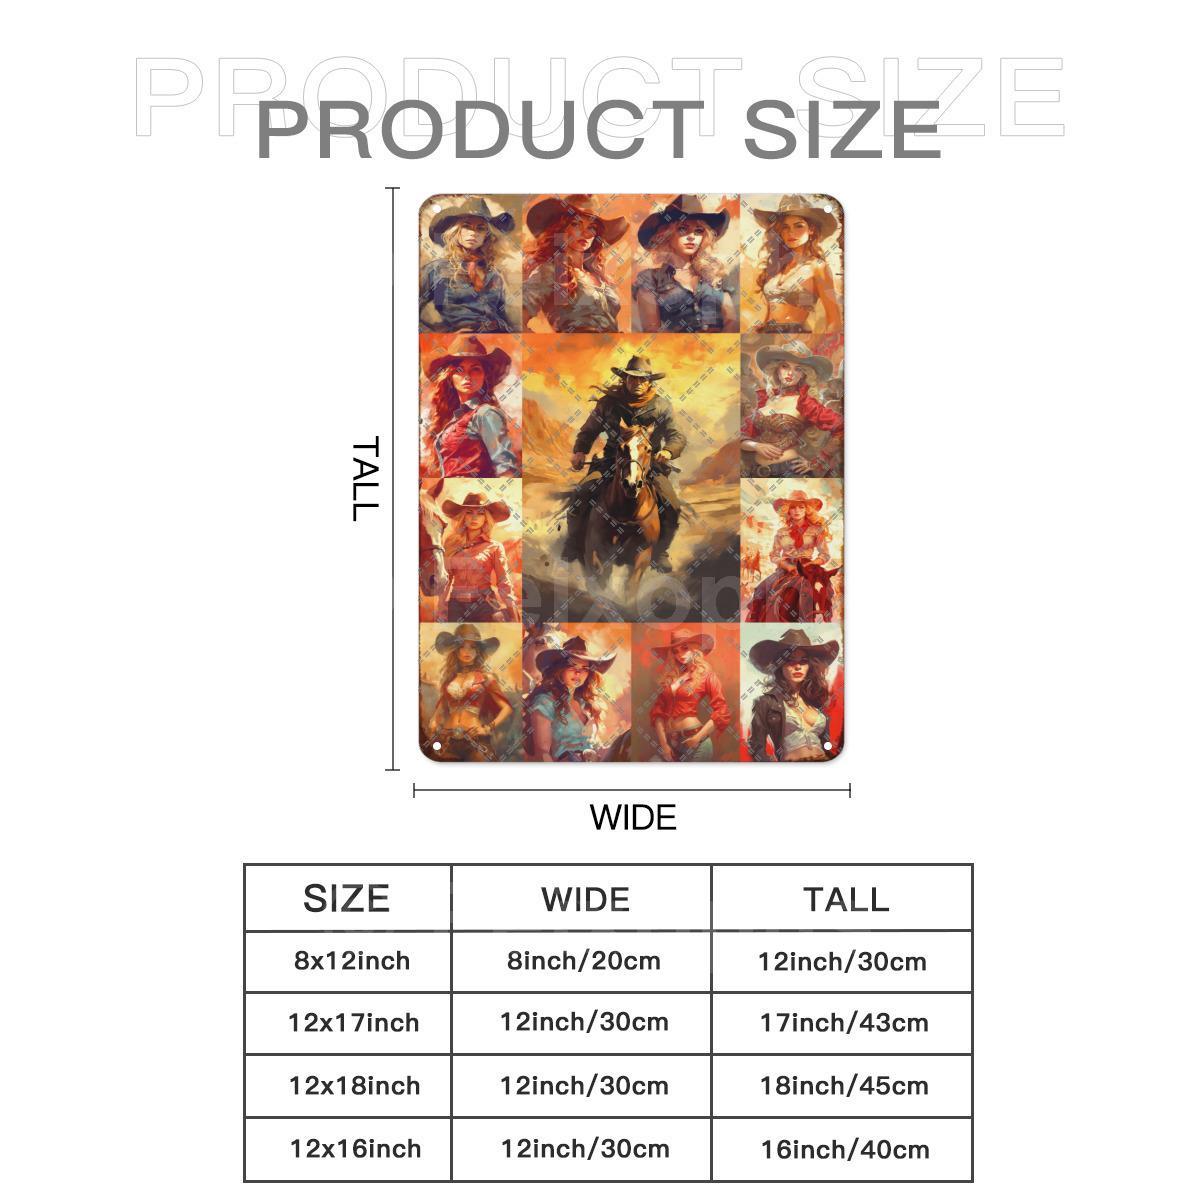 PRODUCT SIZE
PRODUCT SIZE
TALL
WIDE
SIZE WIDE TALL
8x12inch 8inch/20cm 12inch/30cm
12x17inch 12inch/30cm 17inch/43cm
12x18inch 12inch/30cm 18inch/45cm
12x16inch 12inch/30cm 16inch/40cm